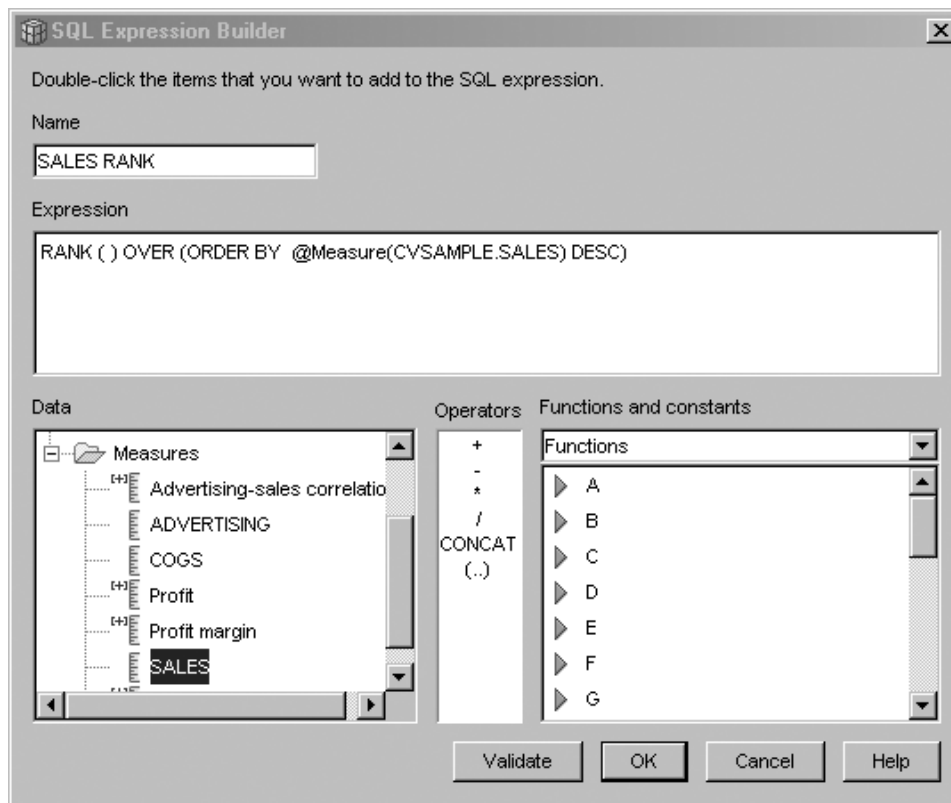 SQL Expression Builder
Double-click the items that you want to add to the SQL expression.
Name
SALES RANK
Expression
RANK ( ) OVER (ORDER BY  @Measure(CVSAMPLE.SALES) DESC)
Data
Measures
Advertising-sales correlatio
ADVERTISING
COGS
Profit
Profit margin
SALES
Operators
+
-
*
/
CONCAT
(..)
Functions and constants
Functions
A
B
C
D
E
F
G
Validate
OK
Cancel
Help